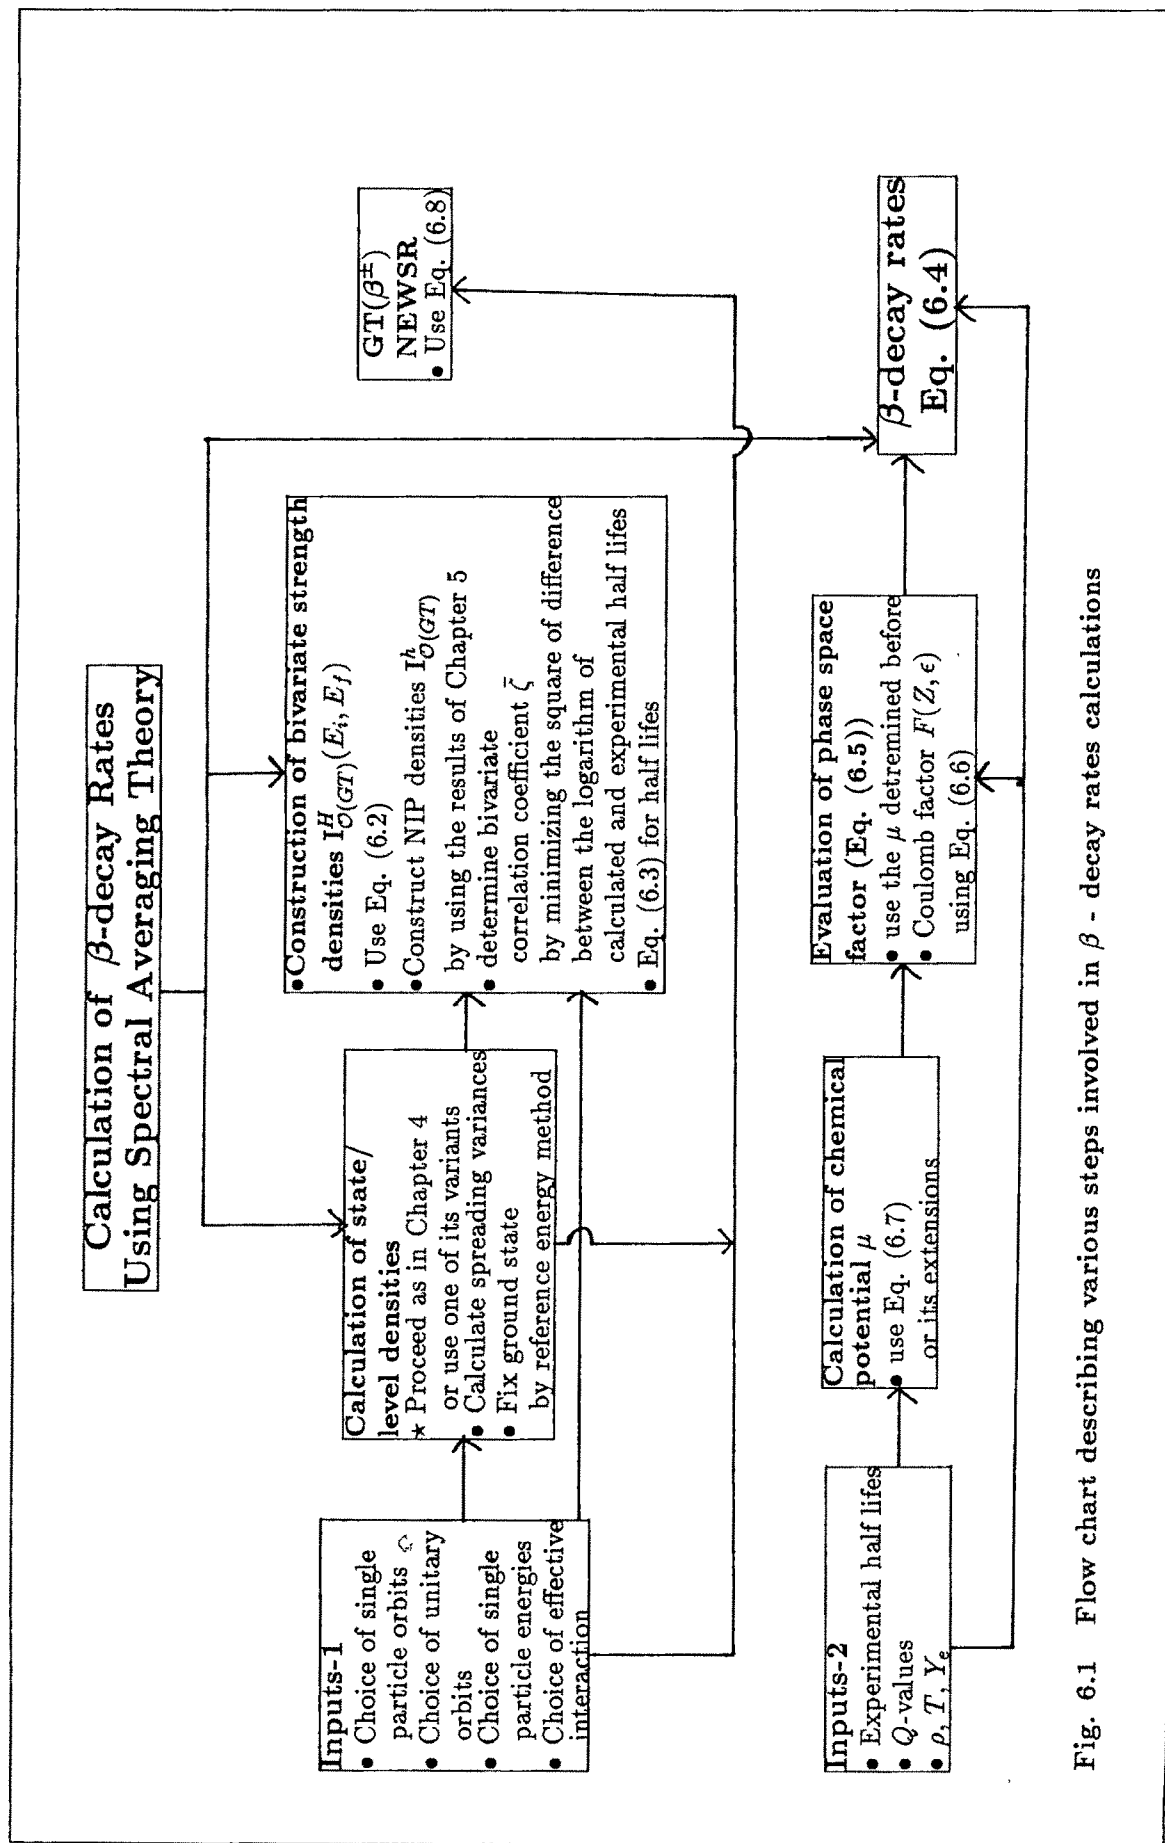 Calculation of β-decay Rates
Using Spectral Averaging Theory
Inputs-1
• Choice of single
particle orbits
• Choice of unitary
orbits
• Choice of single
particle energies
• Choice of effective
interaction
Calculation of state/
level densities
⋆ Proceed as in Chapter 4
or use one of its variants
• Calculate spreading variances
• Fix ground state
by reference energy method
• Construction of bivariate strength
densities I^H_{O(GT)}(E_i, E_f)
• Use Eq. (6.2)
• Construct NIP densities I^h_{O(GT)}
by using the results of Chapter 5
• determine bivariate
correlation coefficient ζ̄
by minimizing the square of difference
between the logarithm of
calculated and experimental half lifes
• Eq. (6.3) for half lifes
GT(β±)
NEWSR
• Use Eq. (6.8)
Inputs-2
• Experimental half lifes
• Q-values
• ρ, T, Y_e
Calculation of chemical
potential μ
• use Eq. (6.7)
or its extensions
Evaluation of phase space
factor (Eq. (6.5))
• use the μ detremined before
• Coulomb factor F(Z, ϵ)
using Eq. (6.6)
β-decay rates
Eq. (6.4)
Fig. 6.1 Flow chart describing various steps involved in β - decay rates calculations